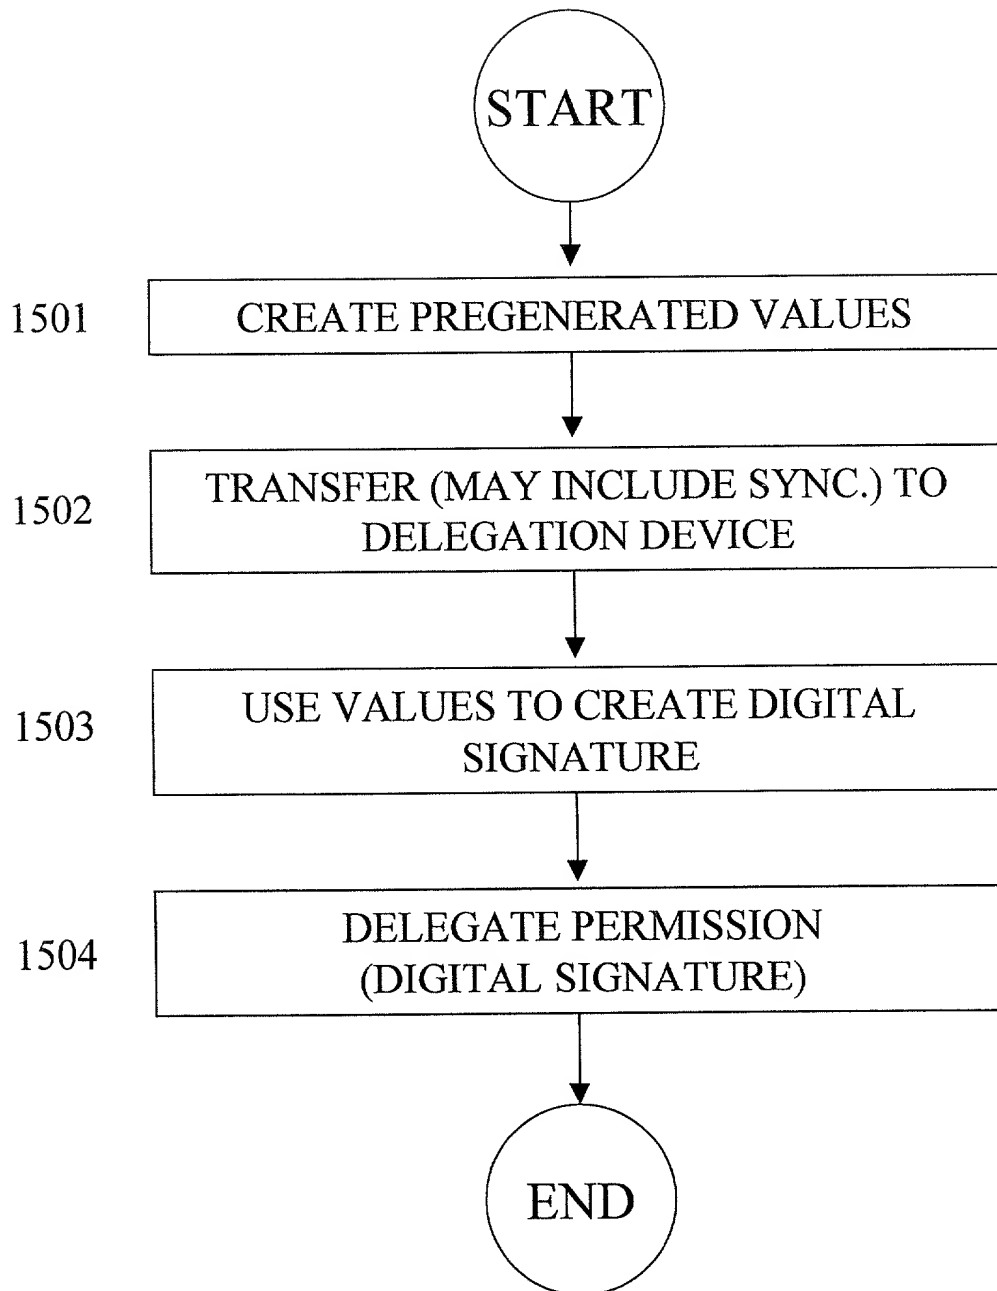 START
1501
CREATE PREGENERATED VALUES
1502
TRANSFER (MAY INCLUDE SYNC.) TO
DELEGATION DEVICE
1503
USE VALUES TO CREATE DIGITAL
SIGNATURE
1504
DELEGATE PERMISSION
(DIGITAL SIGNATURE)
END